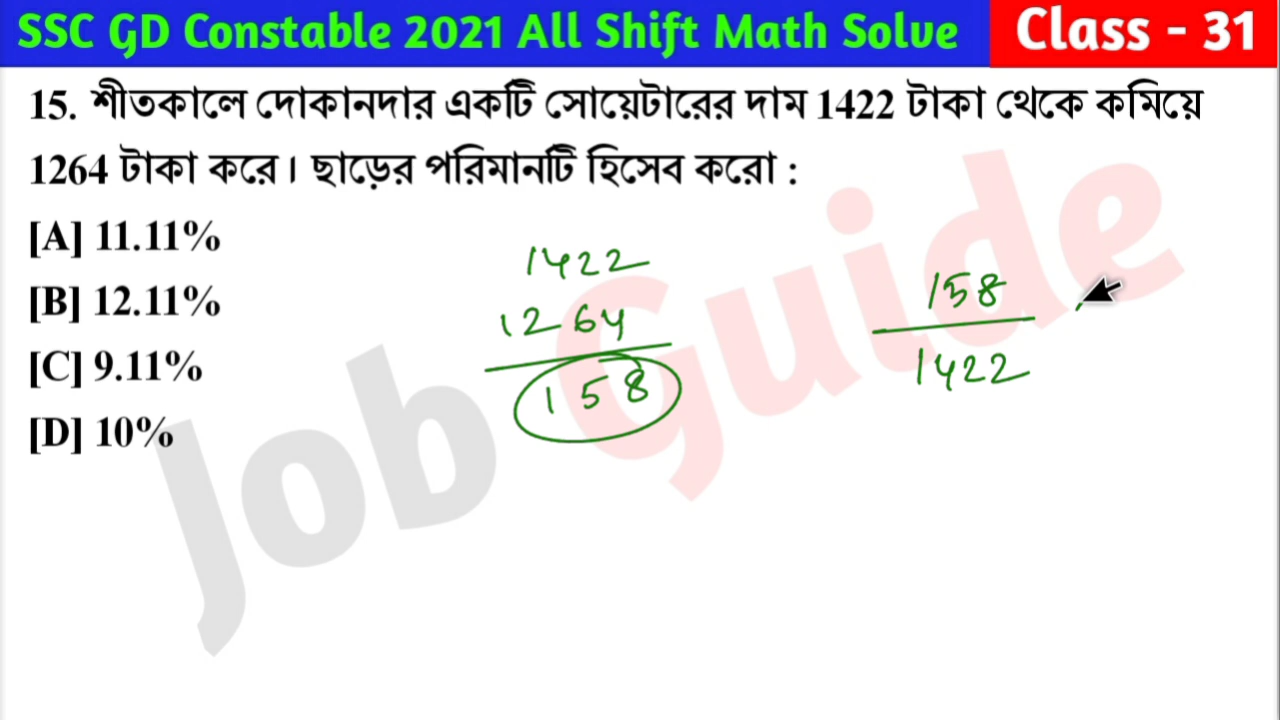 SSC GD Constable 2021 All Shift Math Solve
Class - 31
15. শীতকালে দোকানদার একটি সোয়েটারের দাম 1422 টাকা থেকে কমিয়ে
1264 টাকা করে। ছাড়ের পরিমানটি হিসেব করো :
[A] 11.11%
[B] 12.11%
[C] 9.11%
[D] 10%
1422
1264
158
158
1422
Job Guide